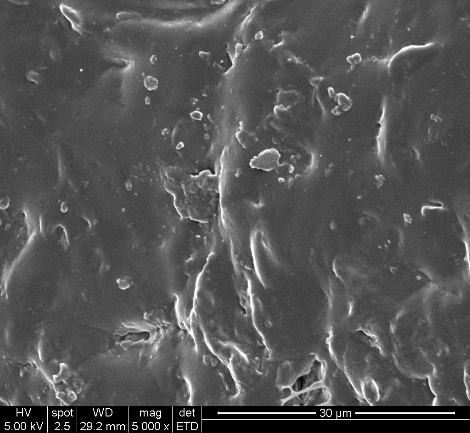 HV spot WD mag det
5.00 kV 2.5 29.2 mm 5 000 x ETD 30 µm